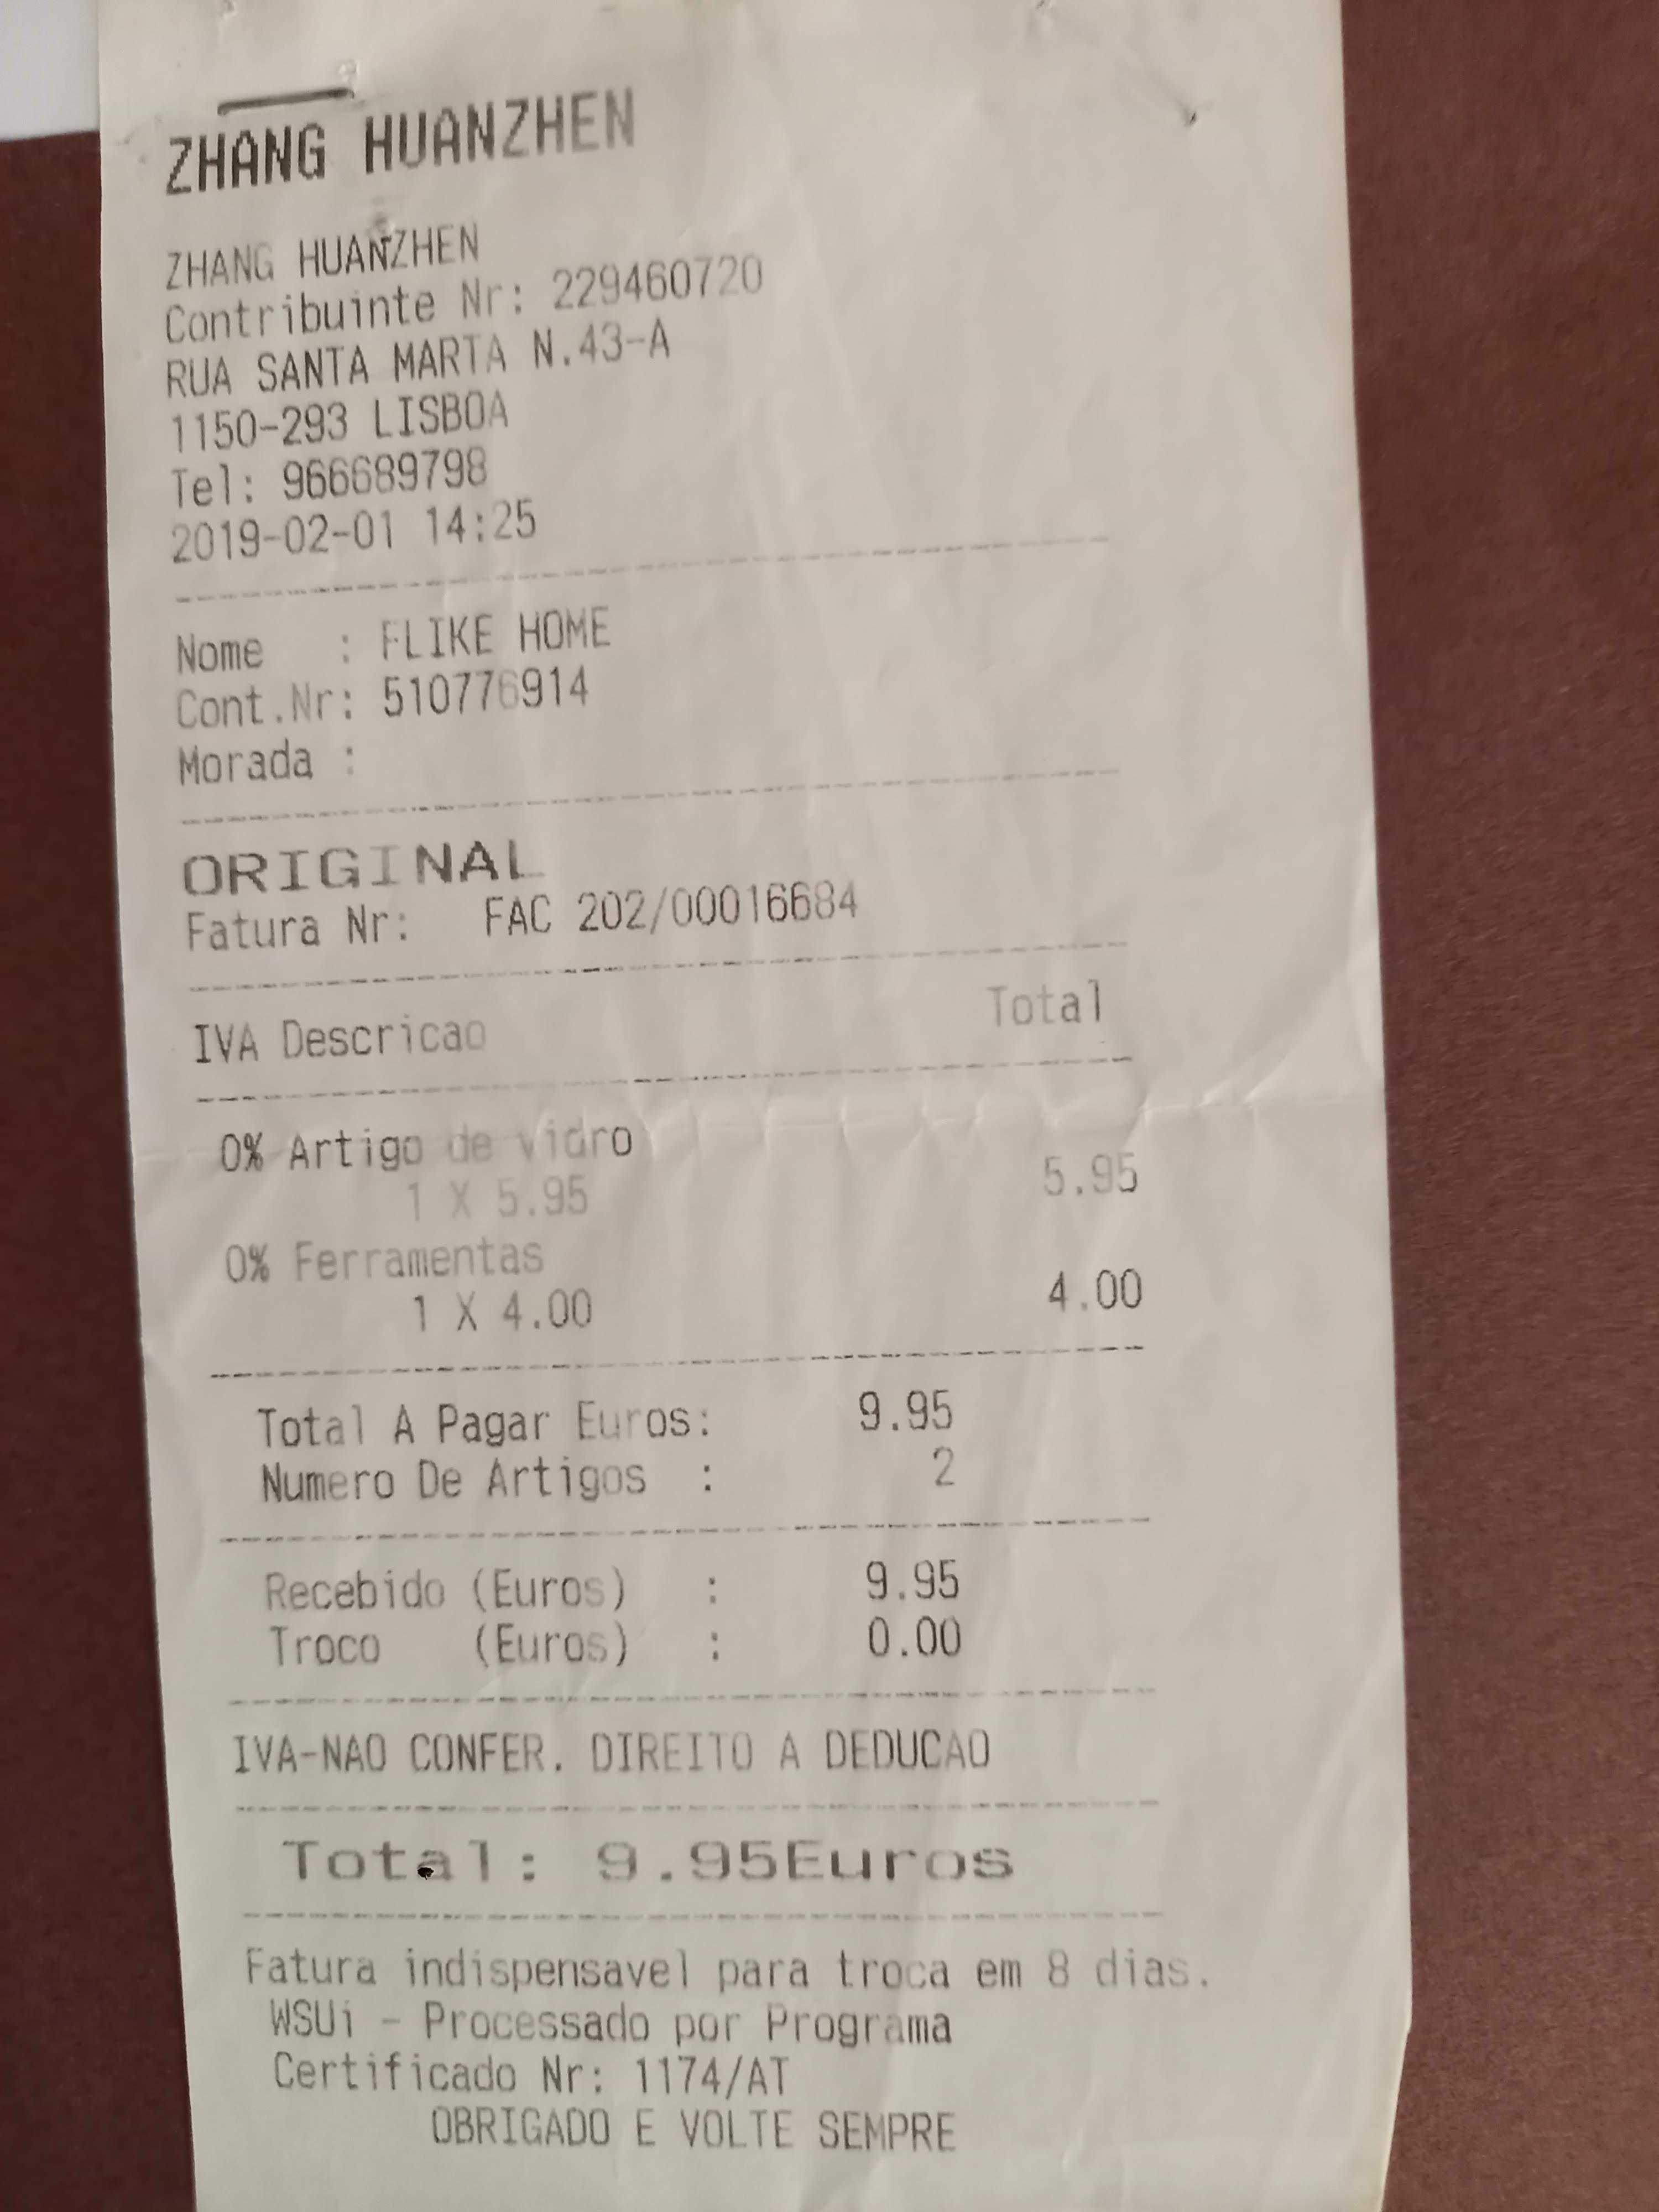 ZHANG HUANZHEN
ZHANG HUANZHEN
Contribuinte Nr: 229460720
RUA SANTA MARTA N.43-A
1150-293 LISBOA
Tel: 966689798
2019-02-01 14:25
Nome : FLIKE HOME
Cont.Nr: 510776914
Morada :
ORIGINAL
Fatura Nr: FAC 202/00016684
IVA Descricao Total
0% Artigo de vidro
1 X 5.95 5.95
0% Ferramentas
1 X 4.00 4.00
Total A Pagar Euros: 9.95
Numero De Artigos : 2
Recebido (Euros) : 9.95
Troco (Euros) : 0.00
IVA-NAO CONFER. DIREITO A DEDUCAO
Total: 9.95Euros
Fatura indispensavel para troca em 8 dias.
WSUi - Processado por Programa
Certificado Nr: 1174/AT
OBRIGADO E VOLTE SEMPRE